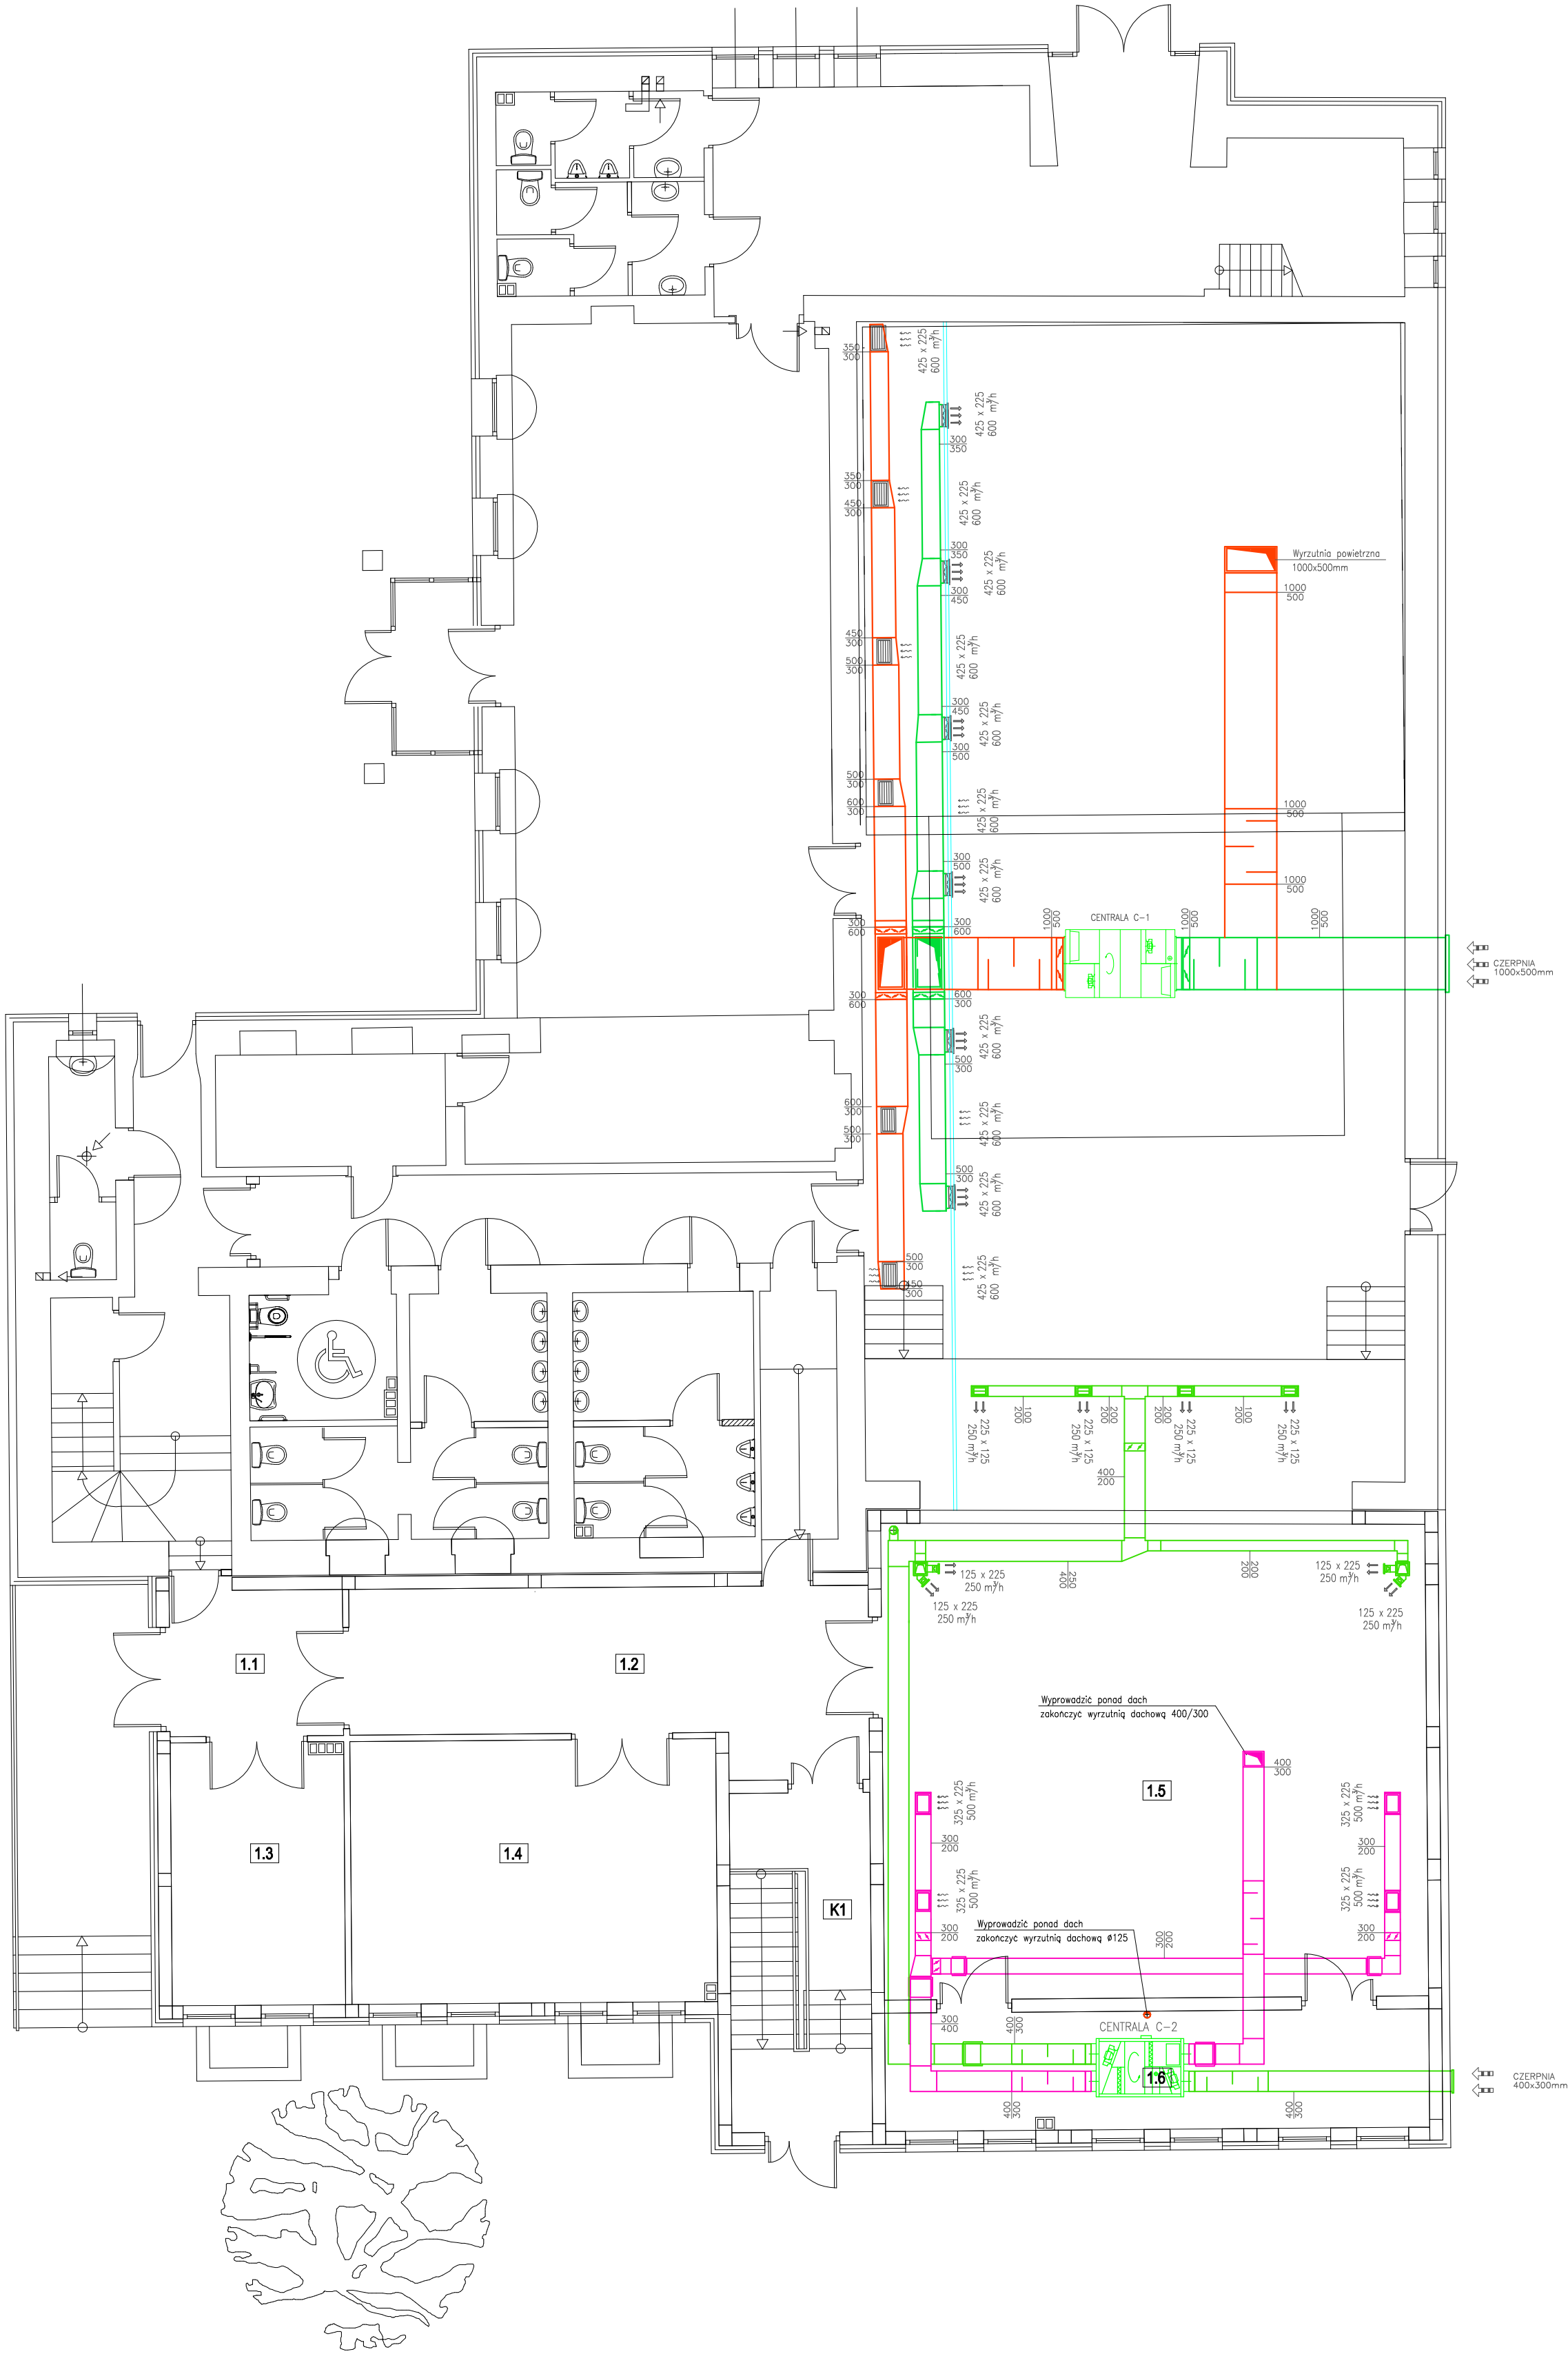 350
300
425 x 225
600 m³/h
425 x 225
600 m³/h
300
350
350
300
450
300
425 x 225
600 m³/h
300
350
425 x 225
600 m³/h
Wyrzutnia powietrzna
1000x500mm
1000
500
300
450
450
300
500
300
425 x 225
600 m³/h
300
450
425 x 225
600 m³/h
300
500
500
300
600
300
425 x 225
600 m³/h
1000
500
300
500
425 x 225
600 m³/h
1000
500
300
600
300
600
1000
500
CENTRALA C-1
1000
500
1000
500
CZERPNIA
1000x500mm
300
600
600
300
425 x 225
600 m³/h
500
300
600
300
500
300
425 x 225
600 m³/h
500
300
425 x 225
600 m³/h
500
300
450
300
425 x 225
600 m³/h
100
200
200
200
200
200
100
200
225 x 125
250 m³/h
225 x 125
250 m³/h
225 x 125
250 m³/h
225 x 125
250 m³/h
400
200
125 x 225
250 m³/h
250
400
200
200
125 x 225
250 m³/h
125 x 225
250 m³/h
125 x 225
250 m³/h
1.1
1.2
Wyprowadzić ponad dach
zakończyć wyrzutnią dachową 400/300
400
300
1.5
325 x 225
500 m³/h
325 x 225
500 m³/h
300
200
300
200
1.3
1.4
325 x 225
500 m³/h
325 x 225
500 m³/h
K1
Wyprowadzić ponad dach
zakończyć wyrzutnią dachową ø125
300
200
300
200
300
200
300
400
400
300
CENTRALA C-2
1.6
CZERPNIA
400x300mm
400
300
400
300